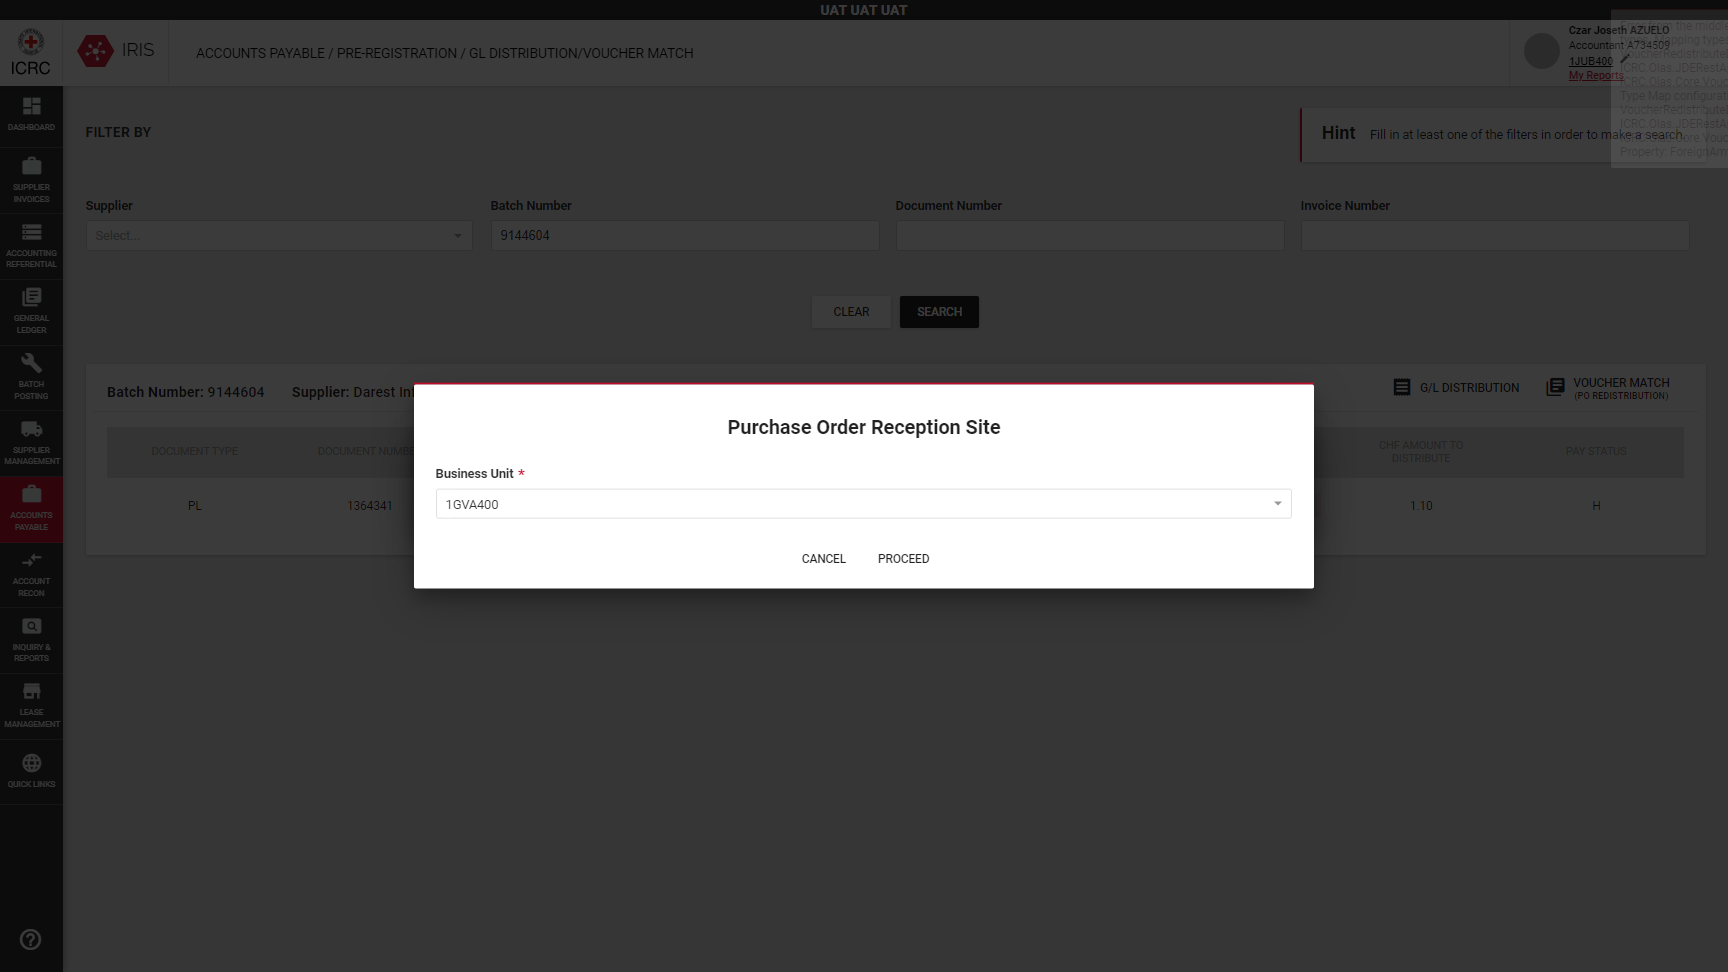 UAT UAT UAT
ICRC
IRIS
ACCOUNTS PAYABLE / PRE-REGISTRATION / GL DISTRIBUTION/VOUCHER MATCH
Czar Joseth AZUELO
Accountant A734509
1JUB400
My Reports
DASHBOARD
SUPPLIER
INVOICES
ACCOUNTING
REFERENTIAL
GENERAL
LEDGER
BATCH
POSTING
SUPPLIER
MANAGEMENT
ACCOUNTS
PAYABLE
ACCOUNT
RECON
INQUIRY &
REPORTS
LEASE
MANAGEMENT
QUICK LINKS
FILTER BY
Hint Fill in at least one of the filters in order to make a search.
Supplier
Batch Number
Document Number
Invoice Number
Select...
9144604
CLEAR
SEARCH
Batch Number: 9144604 Supplier: Darest
G/L DISTRIBUTION
VOUCHER MATCH
(PO REDISTRIBUTION)
DOCUMENT TYPE
DOCUMENT
CHF AMOUNT TO
DISTRIBUTE
PAY STATUS
PL
1364341
1.10
H
Purchase Order Reception Site
Business Unit *
1GVA400
CANCEL
PROCEED